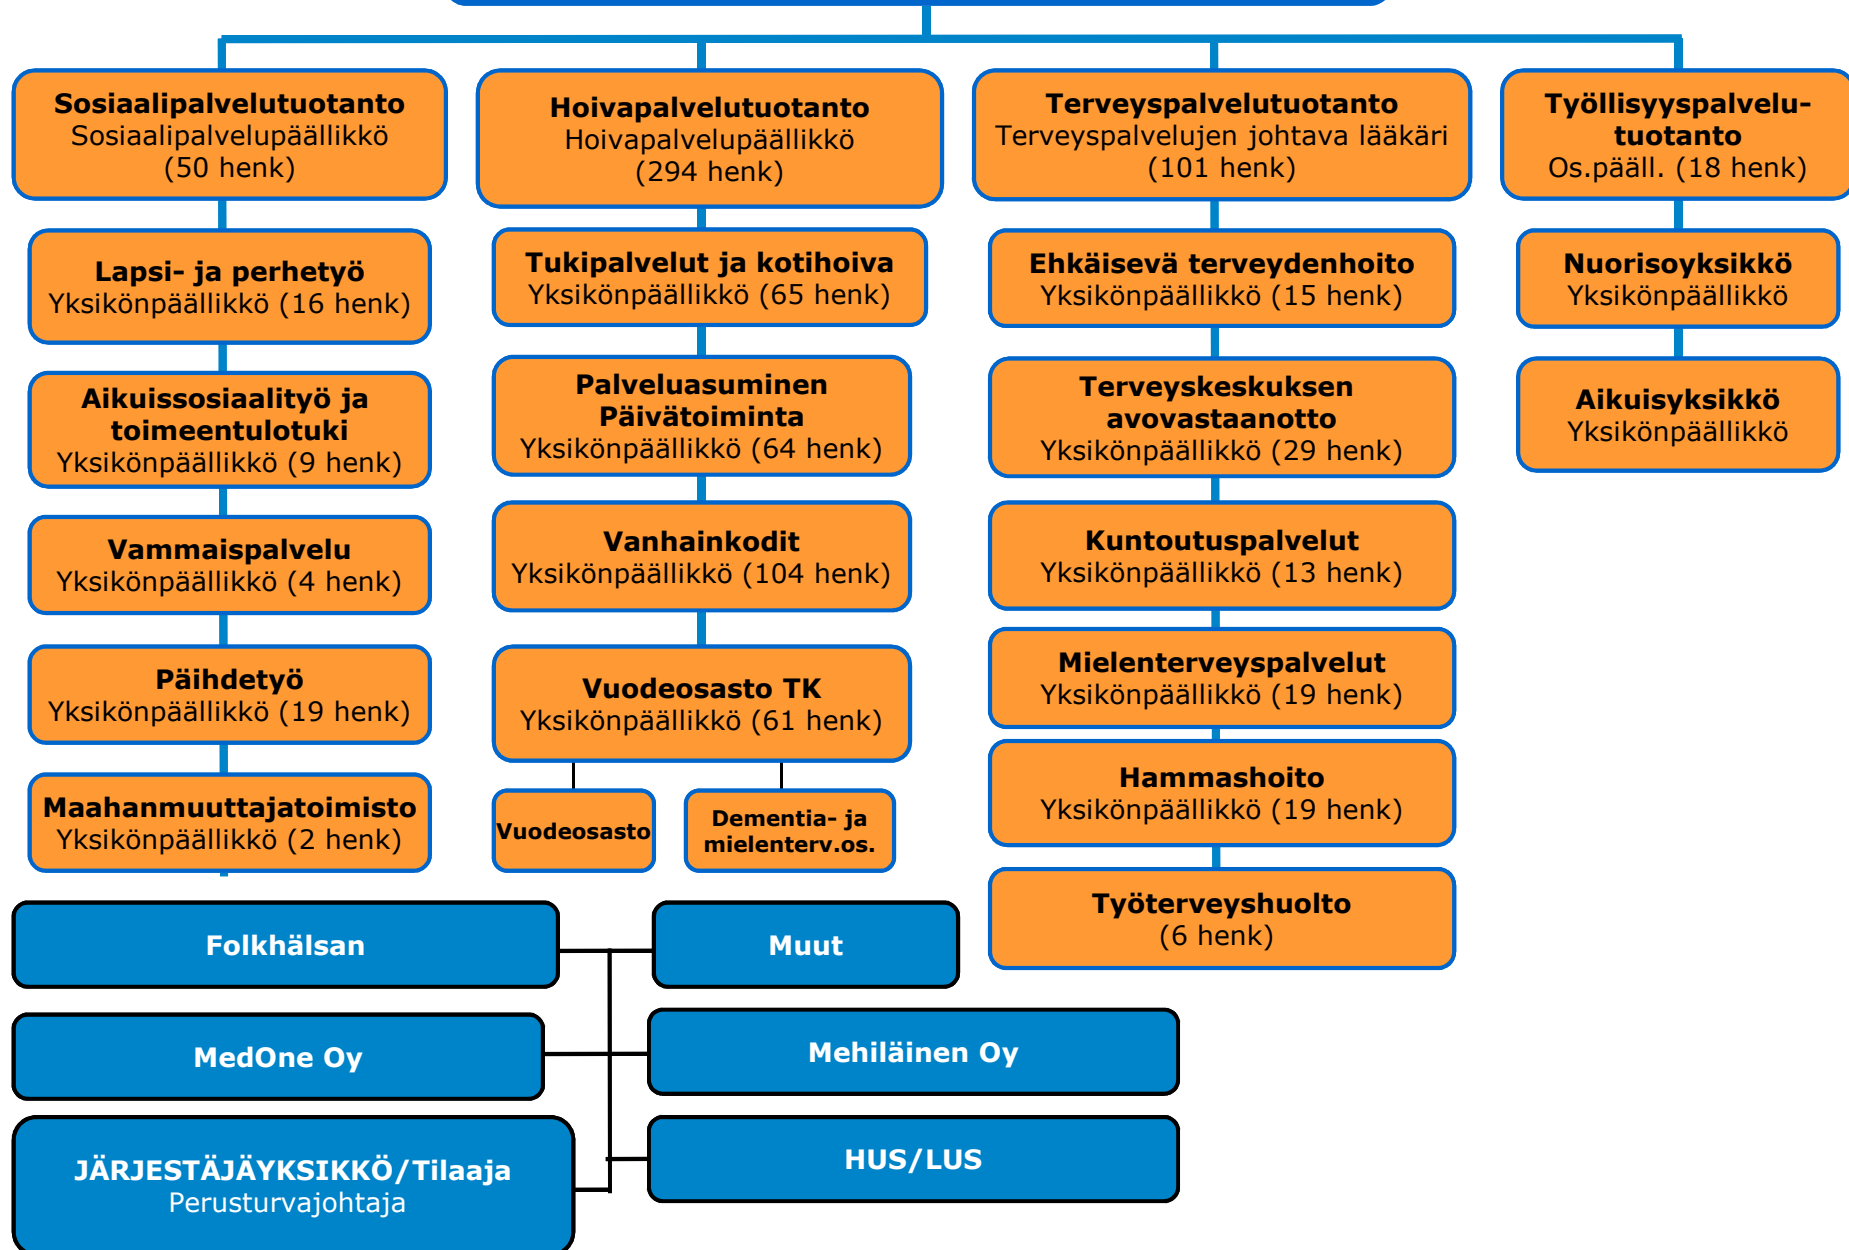 Sosiaalipalvelutuotanto
Sosiaalipalvelupäällikkö
(50 henk)
Lapsi- ja perhetyö
Yksikönpäällikkö (16 henk)
Aikuissosiaalityö ja
toimeentulotuki
Yksikönpäällikkö (9 henk)
Vammaispalvelu
Yksikönpäällikkö (4 henk)
Päihdetyö
Yksikönpäällikkö (19 henk)
Maahanmuuttajatoimisto
Yksikönpäällikkö (2 henk)
Hoivapalvelutuotanto
Hoivapalvelupäällikkö
(294 henk)
Tukipalvelut ja kotihoiva
Yksikönpäällikkö (65 henk)
Palveluasuminen
Päivätoiminta
Yksikönpäällikkö (64 henk)
Vanhainkodit
Yksikönpäällikkö (104 henk)
Vuodeosasto TK
Yksikönpäällikkö (61 henk)
Vuodeosasto
Dementia- ja
mielenterv.os.
Terveyspalvelutuotanto
Terveyspalvelujen johtava lääkäri
(101 henk)
Ehkäisevä terveydenhoito
Yksikönpäällikkö (15 henk)
Terveyskeskuksen
avovastaanotto
Yksikönpäällikkö (29 henk)
Kuntoutuspalvelut
Yksikönpäällikkö (13 henk)
Mielenterveyspalvelut
Yksikönpäällikkö (19 henk)
Hammashoito
Yksikönpäällikkö (19 henk)
Työterveyshuolto
(6 henk)
Työllisyyspalvelu-
tuotanto
Os.pääll. (18 henk)
Nuorisoyksikkö
Yksikönpäällikkö
Aikuisyksikkö
Yksikönpäällikkö
Folkhälsan
Muut
MedOne Oy
Mehiläinen Oy
JÄRJESTÄJÄYKSIKKÖ/Tilaaja
Perusturvajohtaja
HUS/LUS